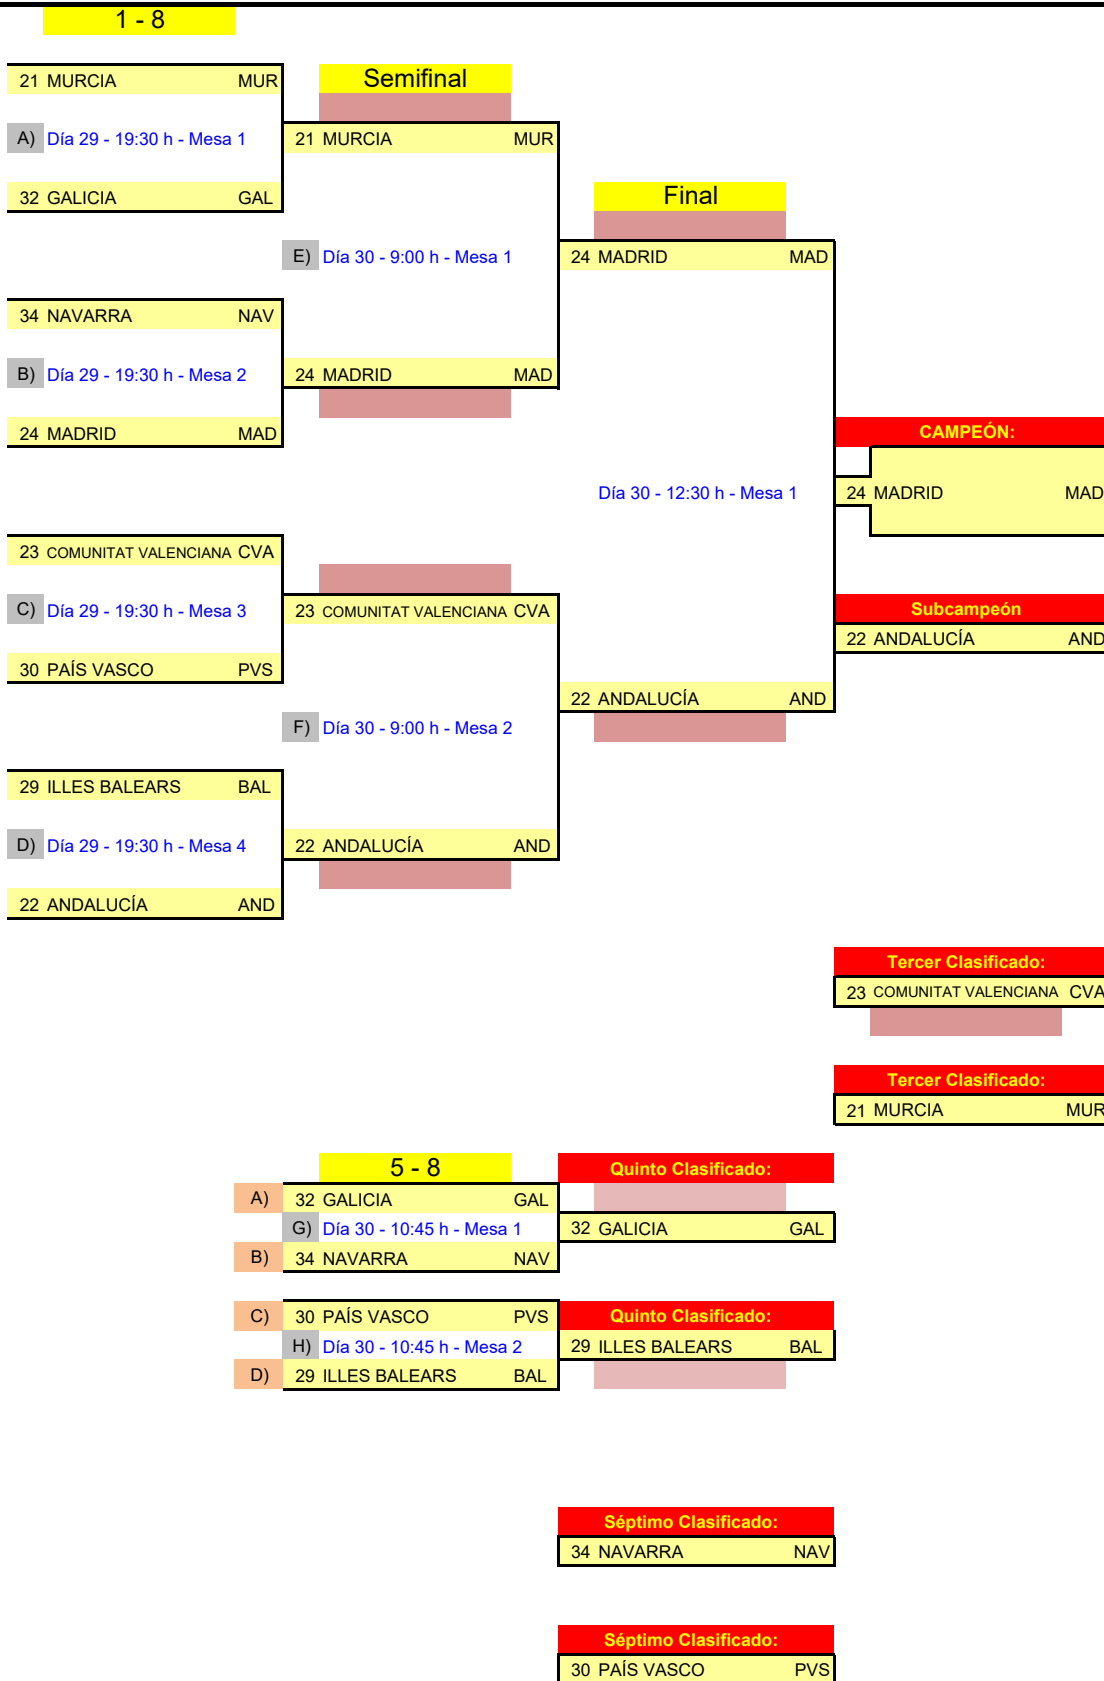 1 - 8
21 MURCIA MUR
Semifinal
A) Día 29 - 19:30 h - Mesa 1
21 MURCIA MUR
32 GALICIA GAL
Final
E) Día 30 - 9:00 h - Mesa 1
24 MADRID MAD
34 NAVARRA NAV
B) Día 29 - 19:30 h - Mesa 2
24 MADRID MAD
24 MADRID MAD
CAMPEÓN:
Día 30 - 12:30 h - Mesa 1
24 MADRID MAD
23 COMUNITAT VALENCIANA CVA
C) Día 29 - 19:30 h - Mesa 3
23 COMUNITAT VALENCIANA CVA
Subcampeón
22 ANDALUCÍA AND
30 PAÍS VASCO PVS
22 ANDALUCÍA AND
F) Día 30 - 9:00 h - Mesa 2
29 ILLES BALEARS BAL
D) Día 29 - 19:30 h - Mesa 4
22 ANDALUCÍA AND
22 ANDALUCÍA AND
Tercer Clasificado:
23 COMUNITAT VALENCIANA CVA
Tercer Clasificado:
21 MURCIA MUR
5 - 8
Quinto Clasificado:
A) 32 GALICIA GAL
G) Día 30 - 10:45 h - Mesa 1
32 GALICIA GAL
B) 34 NAVARRA NAV
C) 30 PAÍS VASCO PVS
Quinto Clasificado:
H) Día 30 - 10:45 h - Mesa 2
29 ILLES BALEARS BAL
D) 29 ILLES BALEARS BAL
Séptimo Clasificado:
34 NAVARRA NAV
Séptimo Clasificado:
30 PAÍS VASCO PVS